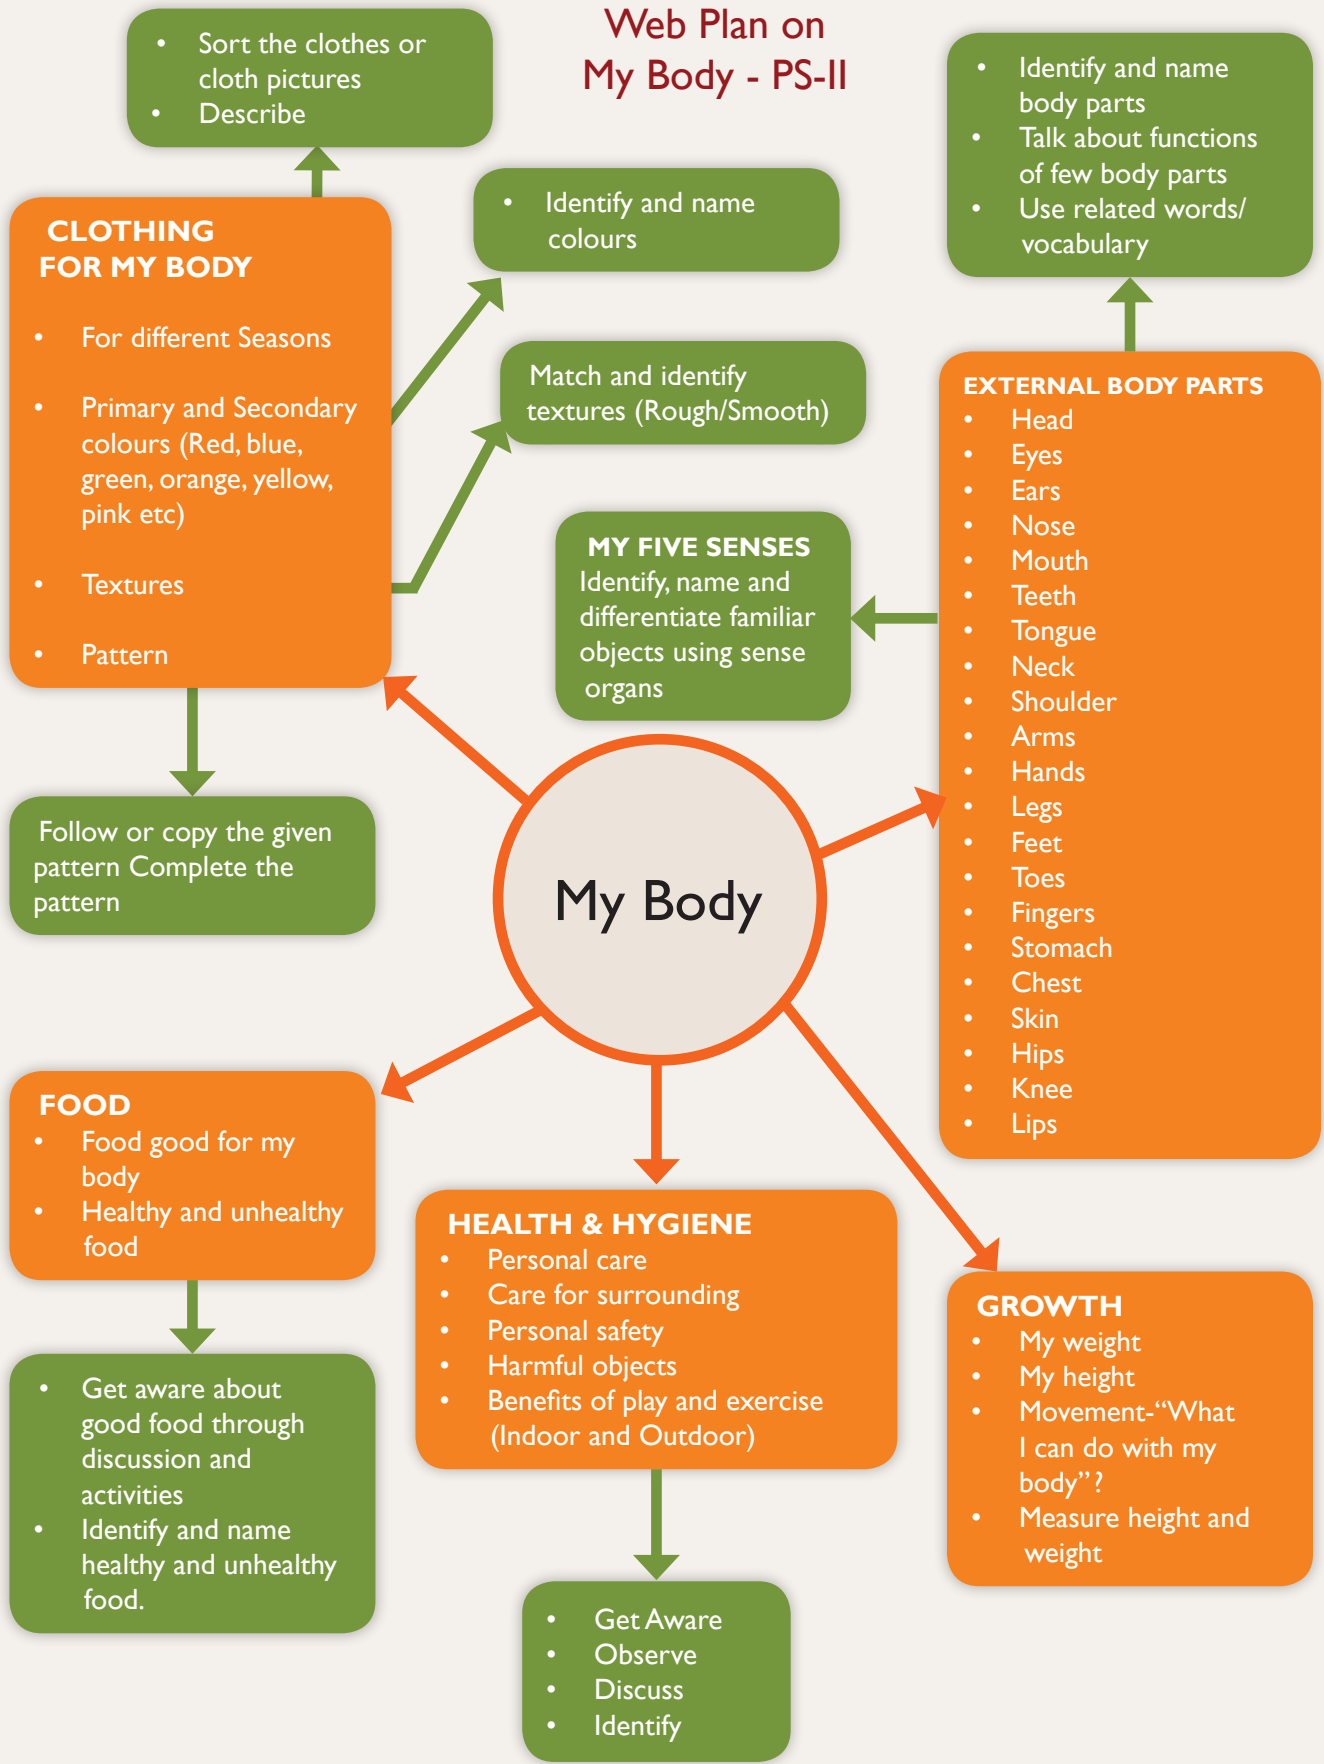 Web Plan on
My Body - PS-II
• Sort the clothes or
cloth pictures
• Describe
CLOTHING
FOR MY BODY
• For different Seasons
• Primary and Secondary
colours (Red, blue,
green, orange, yellow,
pink etc)
• Textures
• Pattern
• Identify and name
colours
Match and identify
textures (Rough/Smooth)
Follow or copy the given
pattern Complete the
pattern
• Identify and name
body parts
• Talk about functions
of few body parts
• Use related words/
vocabulary
EXTERNAL BODY PARTS
• Head
• Eyes
• Ears
• Nose
• Mouth
• Teeth
• Tongue
• Neck
• Shoulder
• Arms
• Hands
• Legs
• Feet
• Toes
• Fingers
• Stomach
• Chest
• Skin
• Hips
• Knee
• Lips
MY FIVE SENSES
Identify, name and
differentiate familiar
objects using sense
organs
My Body
FOOD
• Food good for my
body
• Healthy and unhealthy
food
• Get aware about
good food through
discussion and
activities
• Identify and name
healthy and unhealthy
food.
HEALTH & HYGIENE
• Personal care
• Care for surrounding
• Personal safety
• Harmful objects
• Benefits of play and exercise
(Indoor and Outdoor)
• Get Aware
• Observe
• Discuss
• Identify
GROWTH
• My weight
• My height
• Movement-“What
I can do with my
body”?
• Measure height and
weight